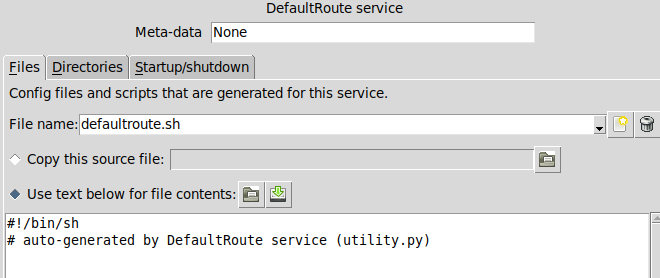 DefaultRoute service
Meta-data None
Files Directories Startup/shutdown
Config files and scripts that are generated for this service.
File name: defaultroute.sh
Copy this source file:
Use text below for file contents:
#!/bin/sh
# auto-generated by DefaultRoute service (utility.py)